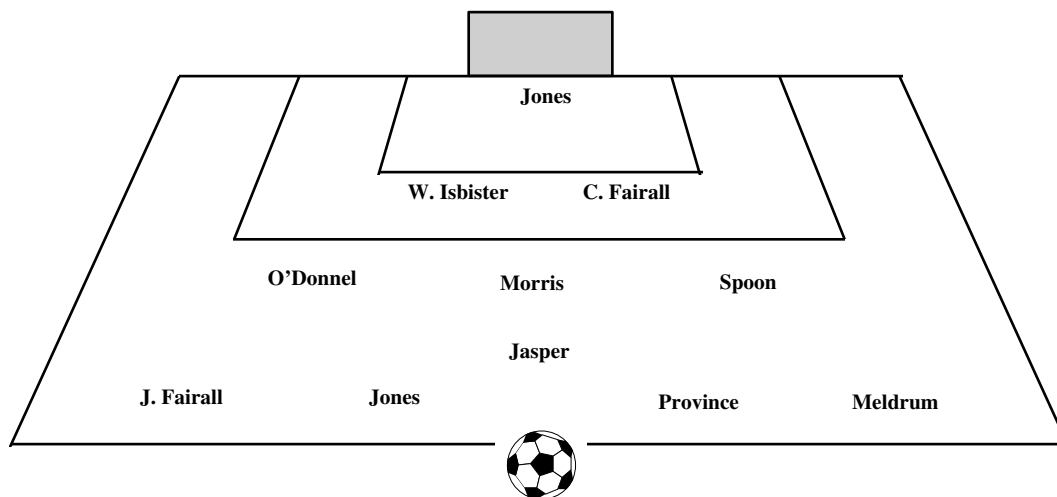 Jones
W. Isbister C. Fairall
O’Donnel Morris Spoon
Jasper
J. Fairall Jones Province Meldrum